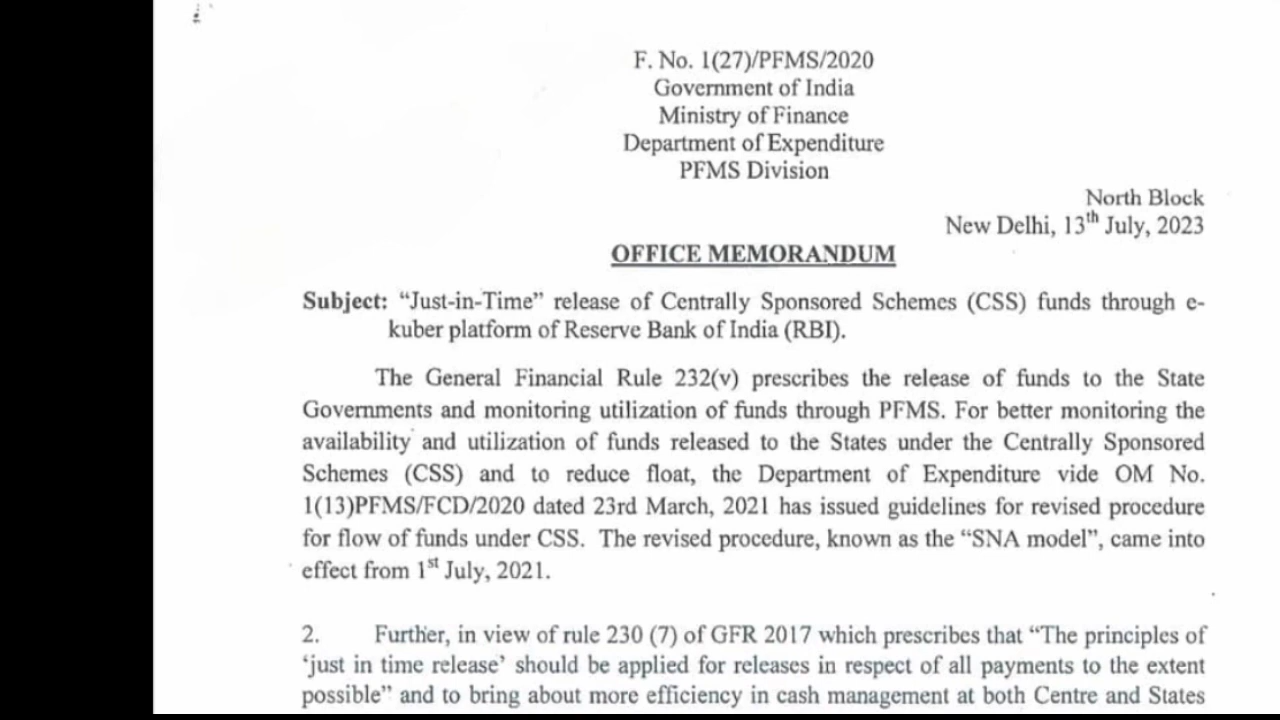 F. No. 1(27)/PFMS/2020
Government of India
Ministry of Finance
Department of Expenditure
PFMS Division
North Block
New Delhi, 13th July, 2023
OFFICE MEMORANDUM
Subject: “Just-in-Time” release of Centrally Sponsored Schemes (CSS) funds through e-
kuber platform of Reserve Bank of India (RBI).
The General Financial Rule 232(v) prescribes the release of funds to the State
Governments and monitoring utilization of funds through PFMS. For better monitoring the
availability and utilization of funds released to the States under the Centrally Sponsored
Schemes (CSS) and to reduce float, the Department of Expenditure vide OM No.
1(13)PFMS/FCD/2020 dated 23rd March, 2021 has issued guidelines for revised procedure
for flow of funds under CSS. The revised procedure, known as the “SNA model”, came into
effect from 1st July, 2021.
2. Further, in view of rule 230 (7) of GFR 2017 which prescribes that “The principles of
‘just in time release’ should be applied for releases in respect of all payments to the extent
possible” and to bring about more efficiency in cash management at both Centre and States